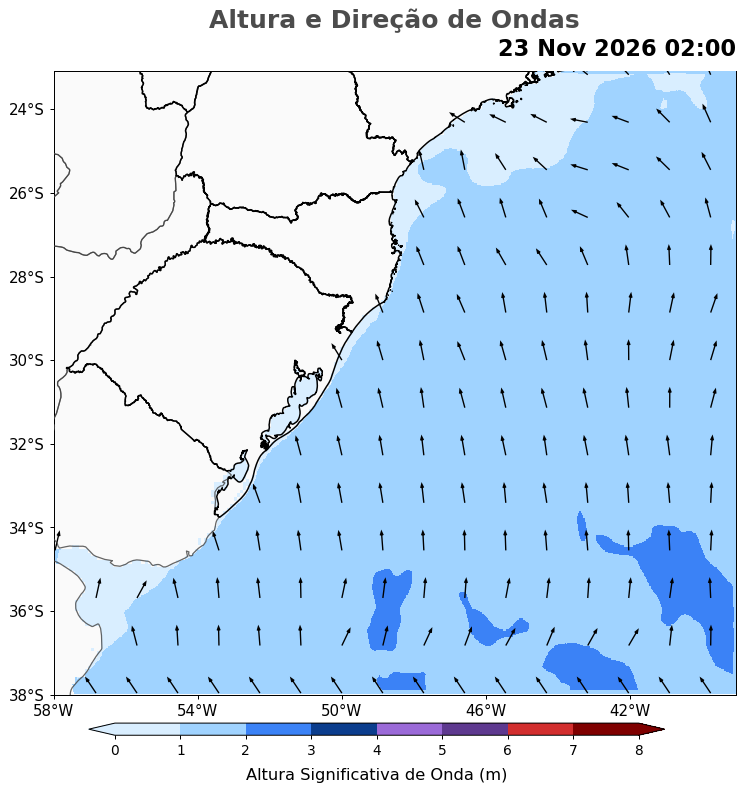 Altura e Direção de Ondas
23 Nov 2026 02:00
24°S
26°S
28°S
30°S
32°S
34°S
36°S
38°S
58°W 54°W 50°W 46°W 42°W
0 1 2 3 4 5 6 7 8
Altura Significativa de Onda (m)